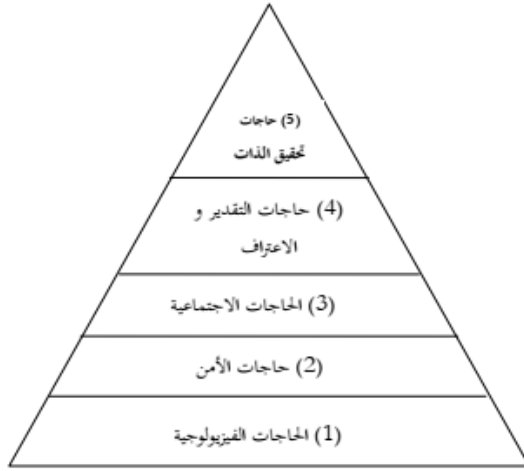 (5) حاجات
تحقيق الذات
(4) حاجات التقدير و
الاعتراف
(3) الحاجات الاجتماعية
(2) حاجات الأمن
(1) الحاجات الفيزيولوجية